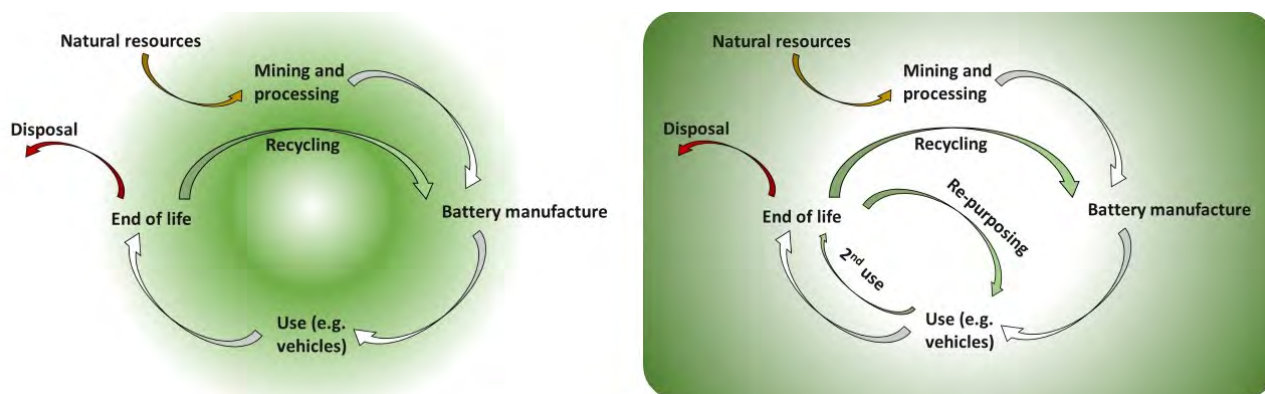 Natural resources
Mining and
processing
Disposal
Recycling
End of life
Battery manufacture
Use (e.g.
vehicles)
Natural resources
Mining and
processing
Disposal
Recycling
Re-purposing
End of life
Battery manufacture
2nd use
Use (e.g.
vehicles)